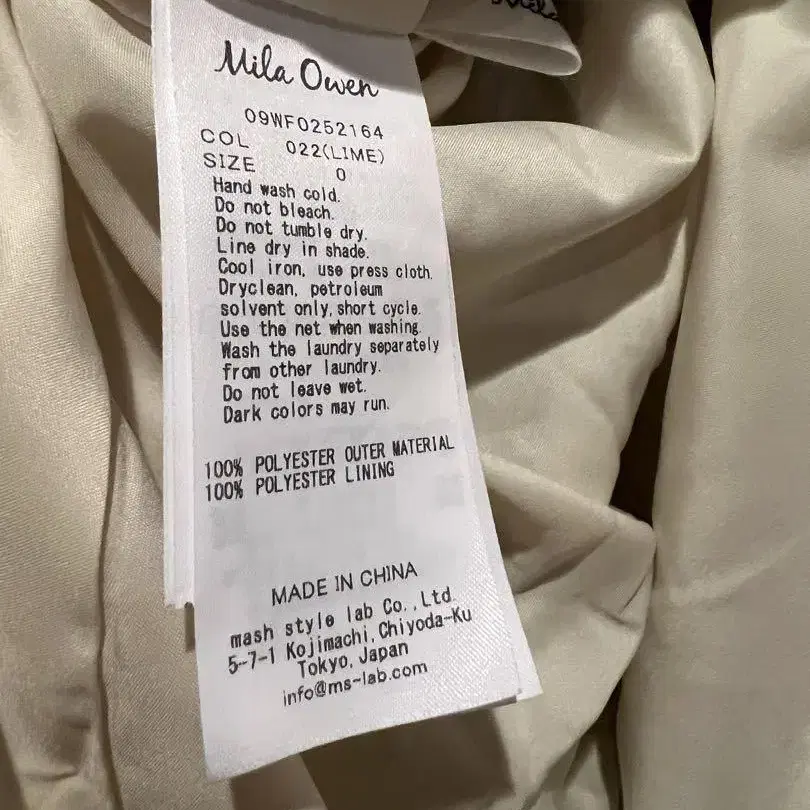 Mila Owen
09WF0252164
COL 022(LIME)
SIZE 0
Hand wash cold.
Do not bleach.
Do not tumble dry.
Line dry in shade.
Cool iron, use press cloth.
Dryclean, petroleum
solvent only, short cycle.
Use the net when washing.
Wash the laundry separately
from other laundry.
Do not leave wet.
Dark colors may run.
100% POLYESTER OUTER MATERIAL
100% POLYESTER LINING
MADE IN CHINA
mash style lab Co.,Ltd.
5-7-1 Kojimachi,Chiyoda-Ku
Tokyo, Japan
info@ms-lab.com